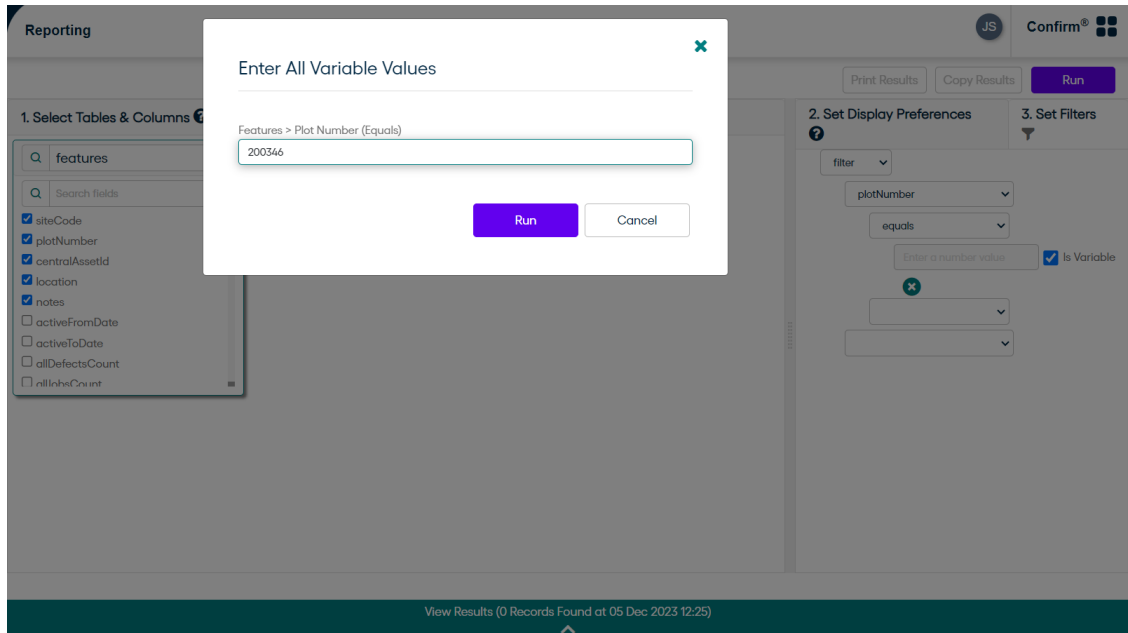 Reporting
JS
Confirm®
Enter All Variable Values
Print Results
Copy Results
Run
1. Select Tables & Columns
Features > Plot Number (Equals)
200346
Run
Cancel
features
Search fields
siteCode
plotNumber
centralAssetId
location
notes
activeFromDate
activeToDate
allDefectsCount
allJobsCount
2. Set Display Preferences
3. Set Filters
filter
plotNumber
equals
Enter a number value
Is Variable
View Results (0 Records Found at 05 Dec 2023 12:25)